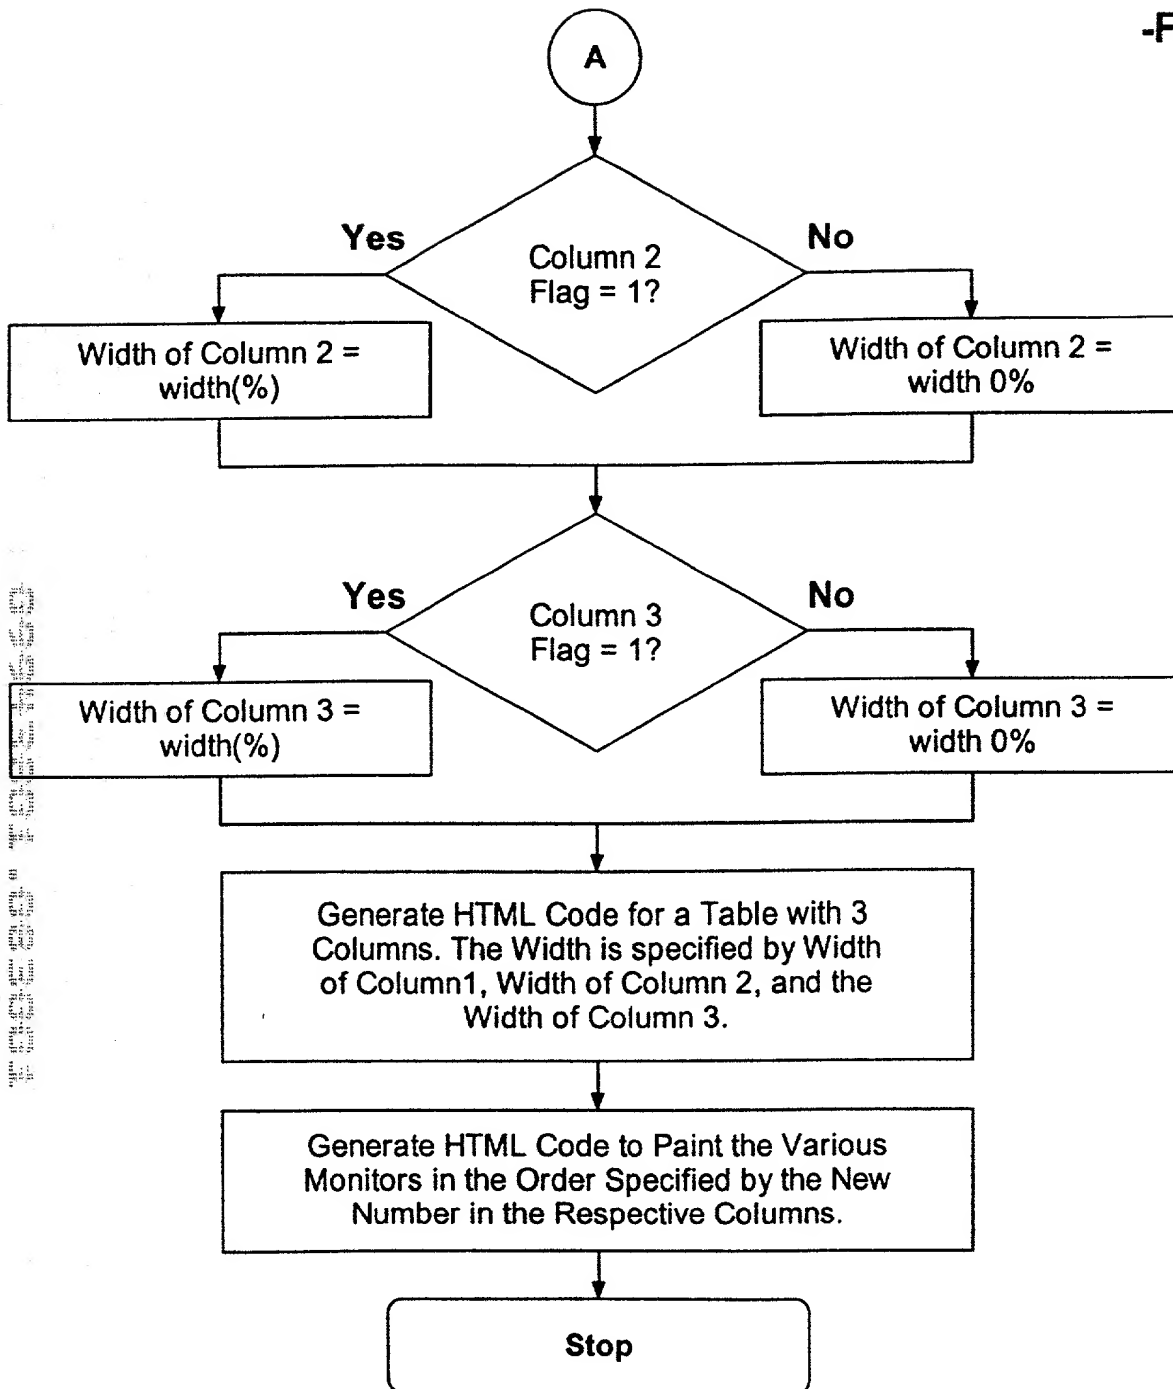 -F
A
Yes
No
Column 2
Flag = 1?
Width of Column 2 =
width(%)
Width of Column 2 =
width 0%
Yes
No
Column 3
Flag = 1?
Width of Column 3 =
width(%)
Width of Column 3 =
width 0%
Generate HTML Code for a Table with 3
Columns. The Width is specified by Width
of Column1, Width of Column 2, and the
Width of Column 3.
Generate HTML Code to Paint the Various
Monitors in the Order Specified by the New
Number in the Respective Columns.
Stop